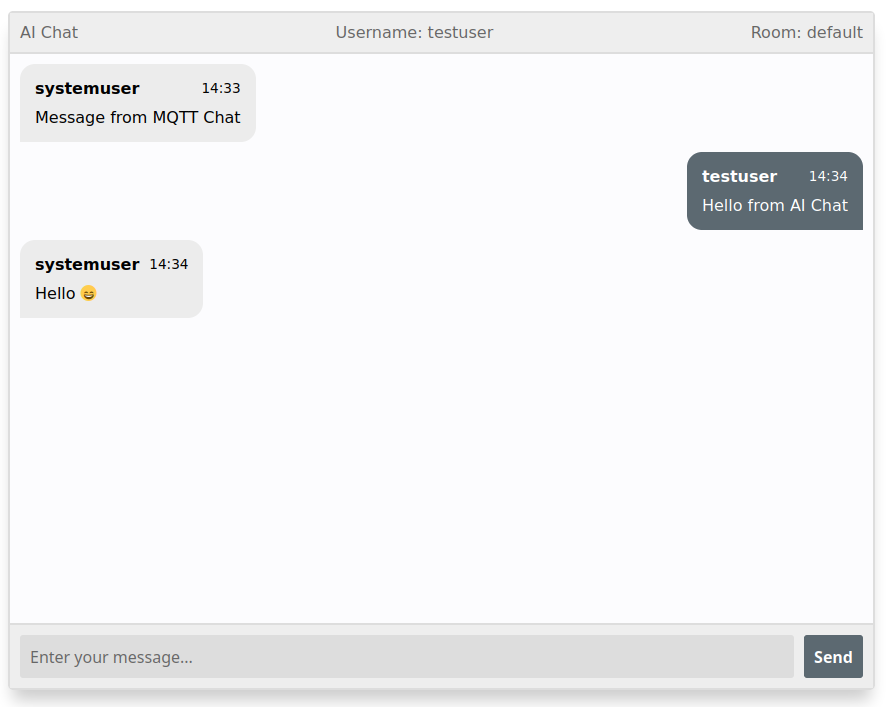 AI Chat Username: testuser Room: default
systemuser 14:33
Message from MQTT Chat
testuser 14:34
Hello from AI Chat
systemuser 14:34
Hello 😄
Enter your message... Send